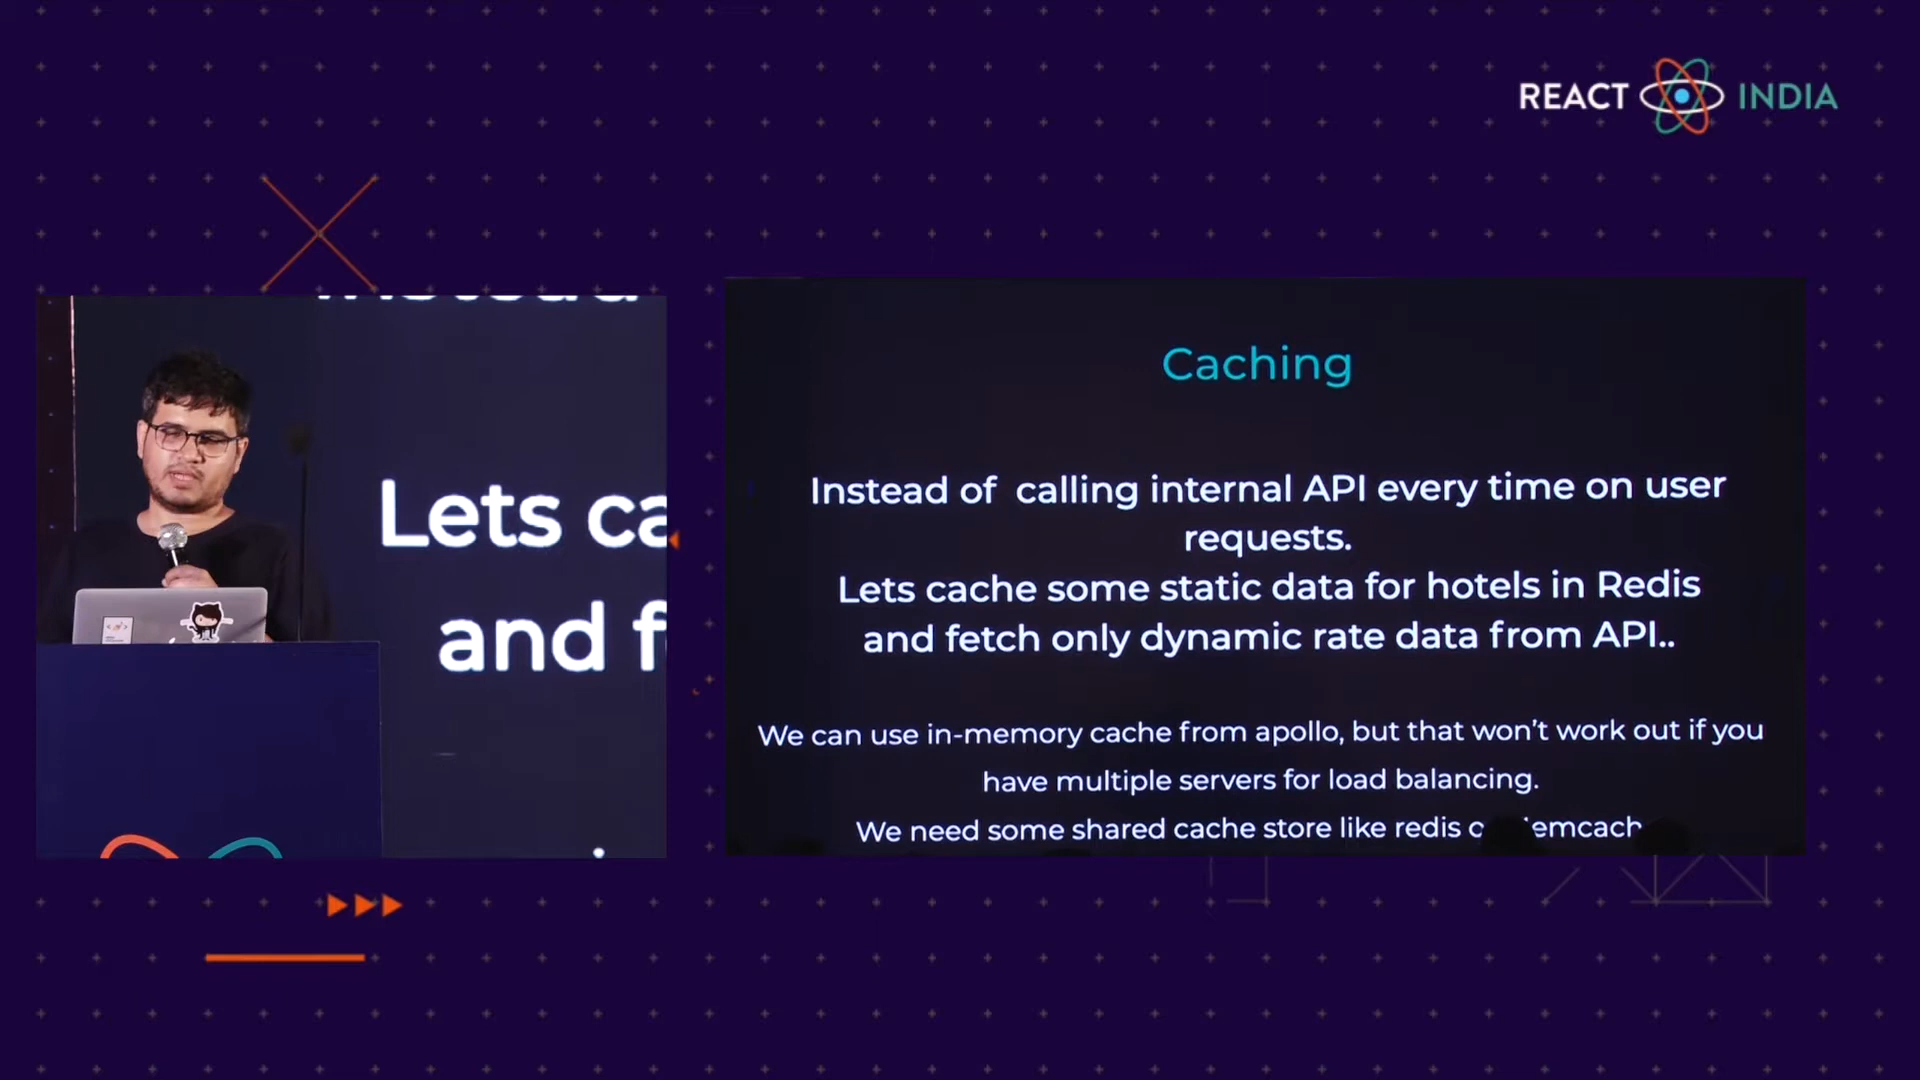 REACT INDIA
Lets
and
Caching
Instead of calling internal API every time on user
requests.
Lets cache some static data for hotels in Redis
and fetch only dynamic rate data from API..
We can use in-memory cache from apollo, but that won't work out if you
have multiple servers for load balancing.
We need some shared cache store like redis